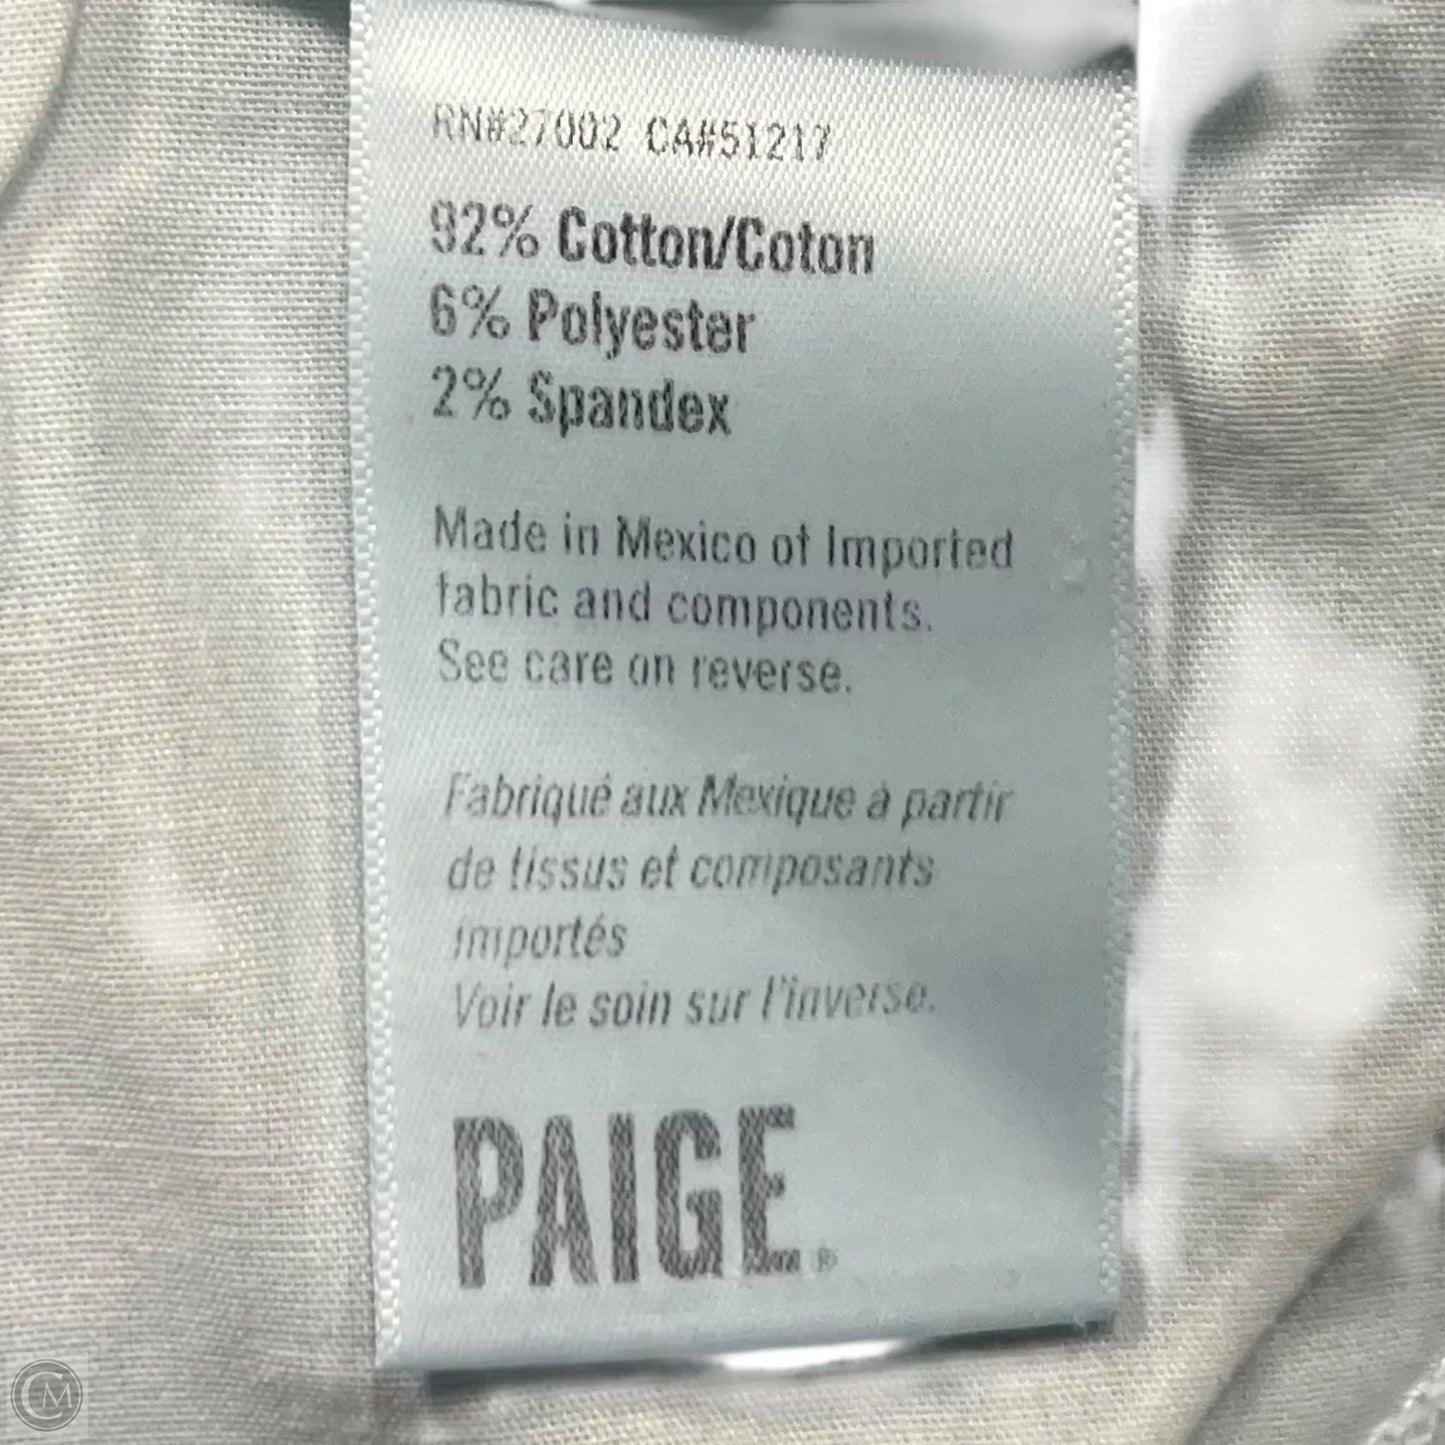 RN#27002 CA#51217
92% Cotton/Coton
6% Polyester
2% Spandex
Made in Mexico of Imported
fabric and components.
See care on reverse.
Fabriqué aux Mexique à partir
de tissus et composants
importés
Voir le soin sur l'inverse.
PAIGE®
CM